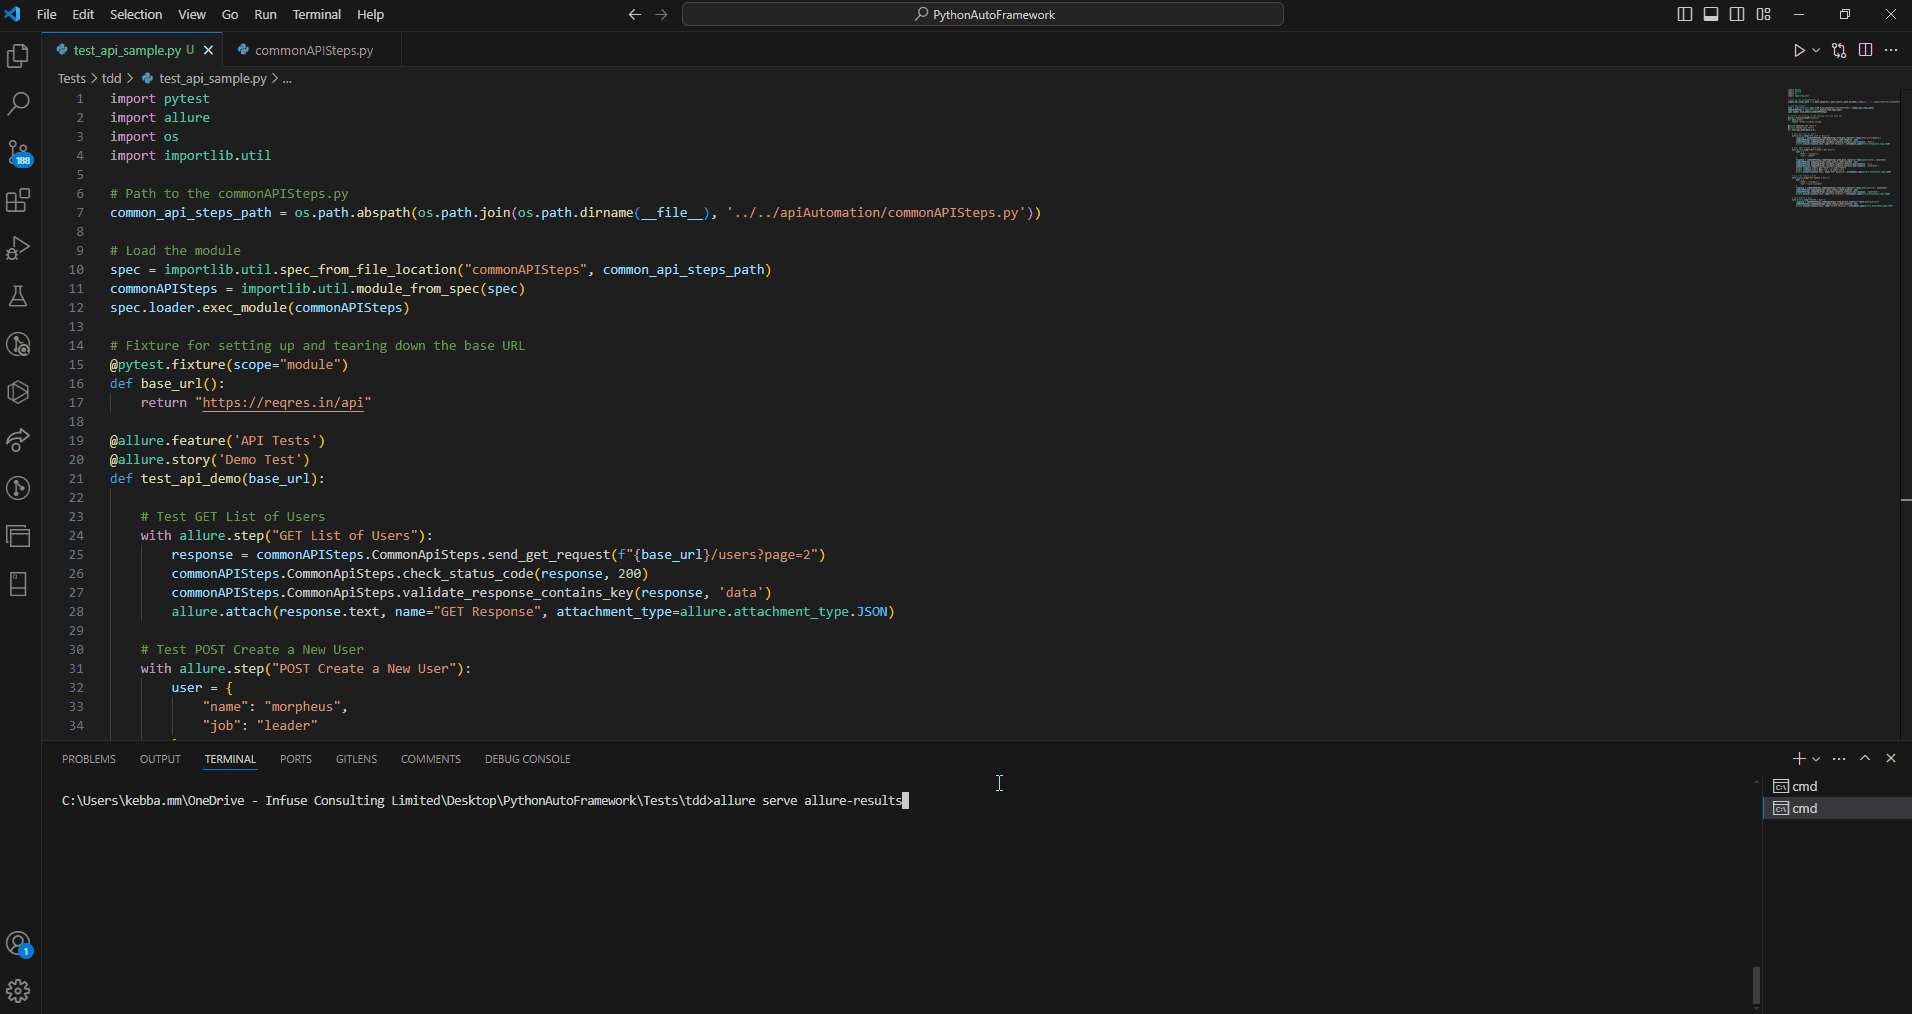 File Edit Selection View Go Run Terminal Help
PythonAutoFramework
test_api_sample.py U
commonAPISteps.py
Tests > tdd > test_api_sample.py > ...
1 import pytest
2 import allure
3 import os
4 import importlib.util
5
6 # Path to the commonAPISteps.py
7 common_api_steps_path = os.path.abspath(os.path.join(os.path.dirname(__file__), '../../apiAutomation/commonAPISteps.py'))
8
9 # Load the module
10 spec = importlib.util.spec_from_file_location("commonAPISteps", common_api_steps_path)
11 commonAPISteps = importlib.util.module_from_spec(spec)
12 spec.loader.exec_module(commonAPISteps)
13
14 # Fixture for setting up and tearing down the base URL
15 @pytest.fixture(scope="module")
16 def base_url():
17     return "https://reqres.in/api"
18
19 @allure.feature('API Tests')
20 @allure.story('Demo Test')
21 def test_api_demo(base_url):
22
23     # Test GET List of Users
24     with allure.step("GET List of Users"):
25         response = commonAPISteps.CommonApiSteps.send_get_request(f"{base_url}/users?page=2")
26         commonAPISteps.CommonApiSteps.check_status_code(response, 200)
27         commonAPISteps.CommonApiSteps.validate_response_contains_key(response, 'data')
28         allure.attach(response.text, name="GET Response", attachment_type=allure.attachment_type.JSON)
29
30     # Test POST Create a New User
31     with allure.step("POST Create a New User"):
32         user = {
33             "name": "morpheus",
34             "job": "leader"
188
1
PROBLEMS OUTPUT TERMINAL PORTS GITLENS COMMENTS DEBUG CONSOLE
C:\Users\kebba.mm\OneDrive - Infuse Consulting Limited\Desktop\PythonAutoFramework\Tests\tdd>allure serve allure-results
cmd
cmd